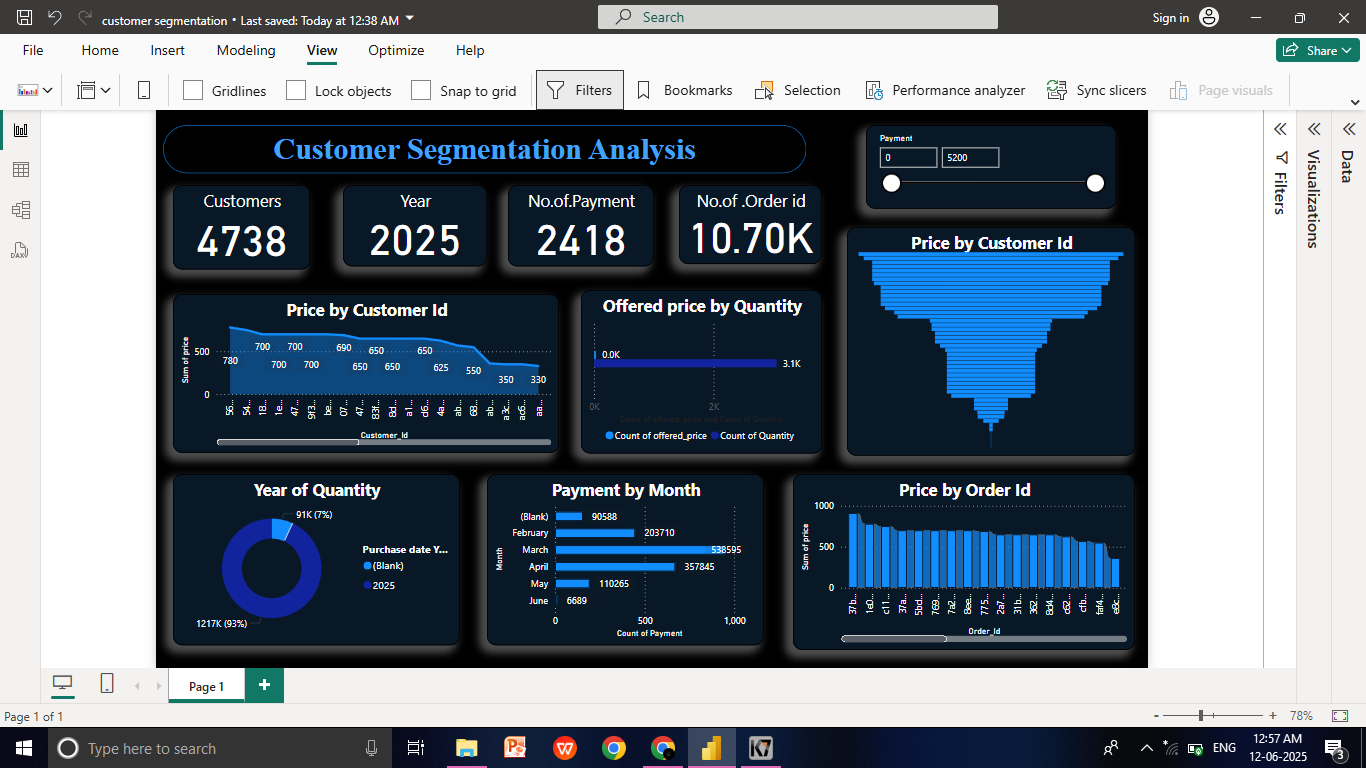 customer segmentation • Last saved: Today at 12:38 AM
Search
Sign in
File Home Insert Modeling View Optimize Help
Share
Gridlines Lock objects Snap to grid Filters Bookmarks Selection Performance analyzer Sync slicers Page visuals
Customer Segmentation Analysis
Payment
0 5200
Customers
4738
Year
2025
No.of.Payment
2418
No.of .Order id
10.70K
Price by Customer Id
Sum of price
500
0
780 700 700 700 700 690 650 650 650 650 625 550 350 330
56... 54... 18... 1e... 47... 9f3... be... 07... 47... 83f... 8d... a1... d6... 4a... ab... 68... ab... a3c... ac6... aa...
Customer_Id
Offered price by Quantity
0.0K
3.1K
0K 2K
Count of offered_price and Count of Quantity
Count of offered_price Count of Quantity
Price by Customer Id
Year of Quantity
91K (7%)
1217K (93%)
Purchase date Y...
(Blank)
2025
Payment by Month
Month
(Blank) 90588
February 203710
March 538595
April 357845
May 110265
June 6689
0 500 1,000
Count of Payment
Price by Order Id
Sum of price
1000
500
0
37b... 1e0... c11... 37a... 5bd... 769... 7a2... 8ee... 775... 2a7... 31b... 362... 8d4... c62... cfb... faf4... e8c...
Order_Id
Filters
Visualizations
Data
Page 1
Page 1 of 1
- + 78%
Type here to search
ENG
12:57 AM
12-06-2025
3